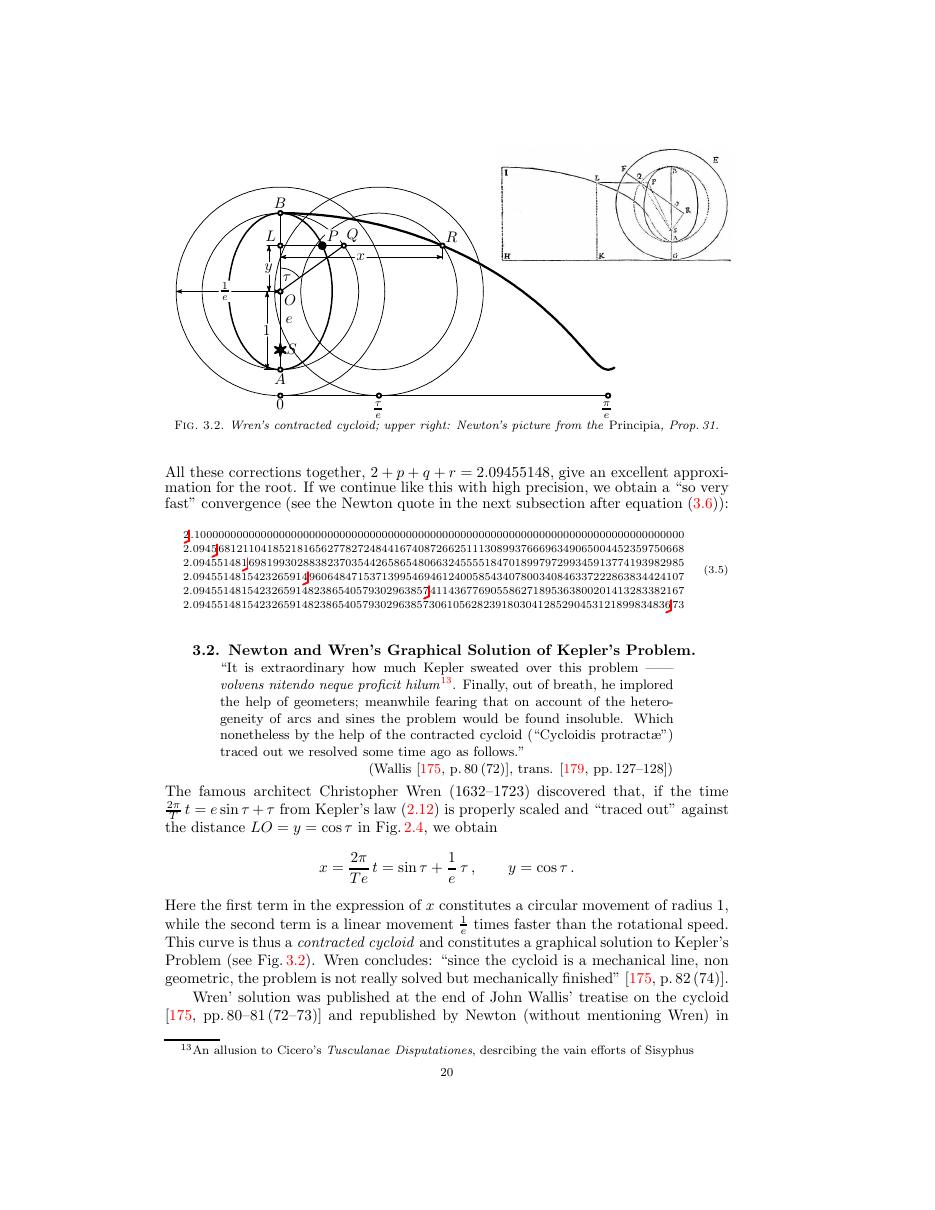 B
L P Q R
y τ x
1/e
O
e
1
S
A
0 τ/e π/e
I L F Q P B E
R
S
A
H K G
FIG. 3.2. Wren's contracted cycloid; upper right: Newton's picture from the Principia, Prop. 31.
All these corrections together, 2 + p + q + r = 2.09455148, give an excellent approxi-
mation for the root. If we continue like this with high precision, we obtain a “so very
fast” convergence (see the Newton quote in the next subsection after equation (3.6)):
(3.5)
3.2. Newton and Wren's Graphical Solution of Kepler's Problem.
“It is extraordinary how much Kepler sweated over this problem ——
volvens nitendo neque proficit hilum¹³. Finally, out of breath, he implored
the help of geometers; meanwhile fearing that on account of the hetero-
geneity of arcs and sines the problem would be found insoluble. Which
nonetheless by the help of the contracted cycloid (“Cycloidis protractæ”)
traced out we resolved some time ago as follows.”
(Wallis [175, p. 80 (72)], trans. [179, pp. 127–128])
The famous architect Christopher Wren (1632–1723) discovered that, if the time
2π/T t = e sin τ + τ from Kepler's law (2.12) is properly scaled and “traced out” against
the distance LO = y = cos τ in Fig. 2.4, we obtain
x = 2π/Te t = sin τ + 1/e τ , y = cos τ .
Here the first term in the expression of x constitutes a circular movement of radius 1,
while the second term is a linear movement 1/e times faster than the rotational speed.
This curve is thus a contracted cycloid and constitutes a graphical solution to Kepler's
Problem (see Fig. 3.2). Wren concludes: “since the cycloid is a mechanical line, non
geometric, the problem is not really solved but mechanically finished” [175, p. 82 (74)].
Wren' solution was published at the end of John Wallis' treatise on the cycloid
[175, pp. 80–81 (72–73)] and republished by Newton (without mentioning Wren) in
¹³An allusion to Cicero's Tusculanae Disputationes, desrcibing the vain efforts of Sisyphus
20